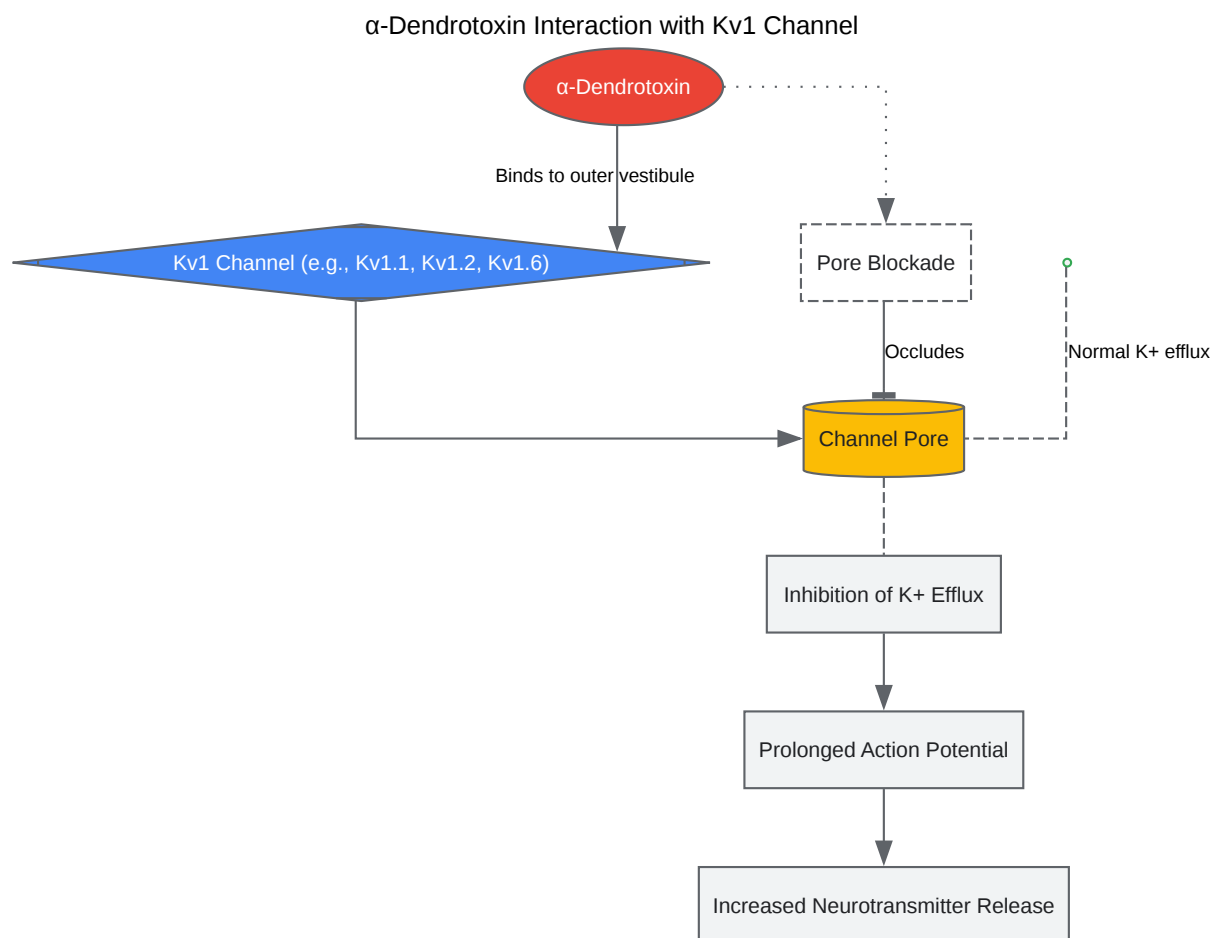 α-Dendrotoxin Interaction with Kv1 Channel
α-Dendrotoxin
Binds to outer vestibule
Kv1 Channel (e.g., Kv1.1, Kv1.2, Kv1.6)
Pore Blockade
Occludes
Normal K+ efflux
Channel Pore
Inhibition of K+ Efflux
Prolonged Action Potential
Increased Neurotransmitter Release